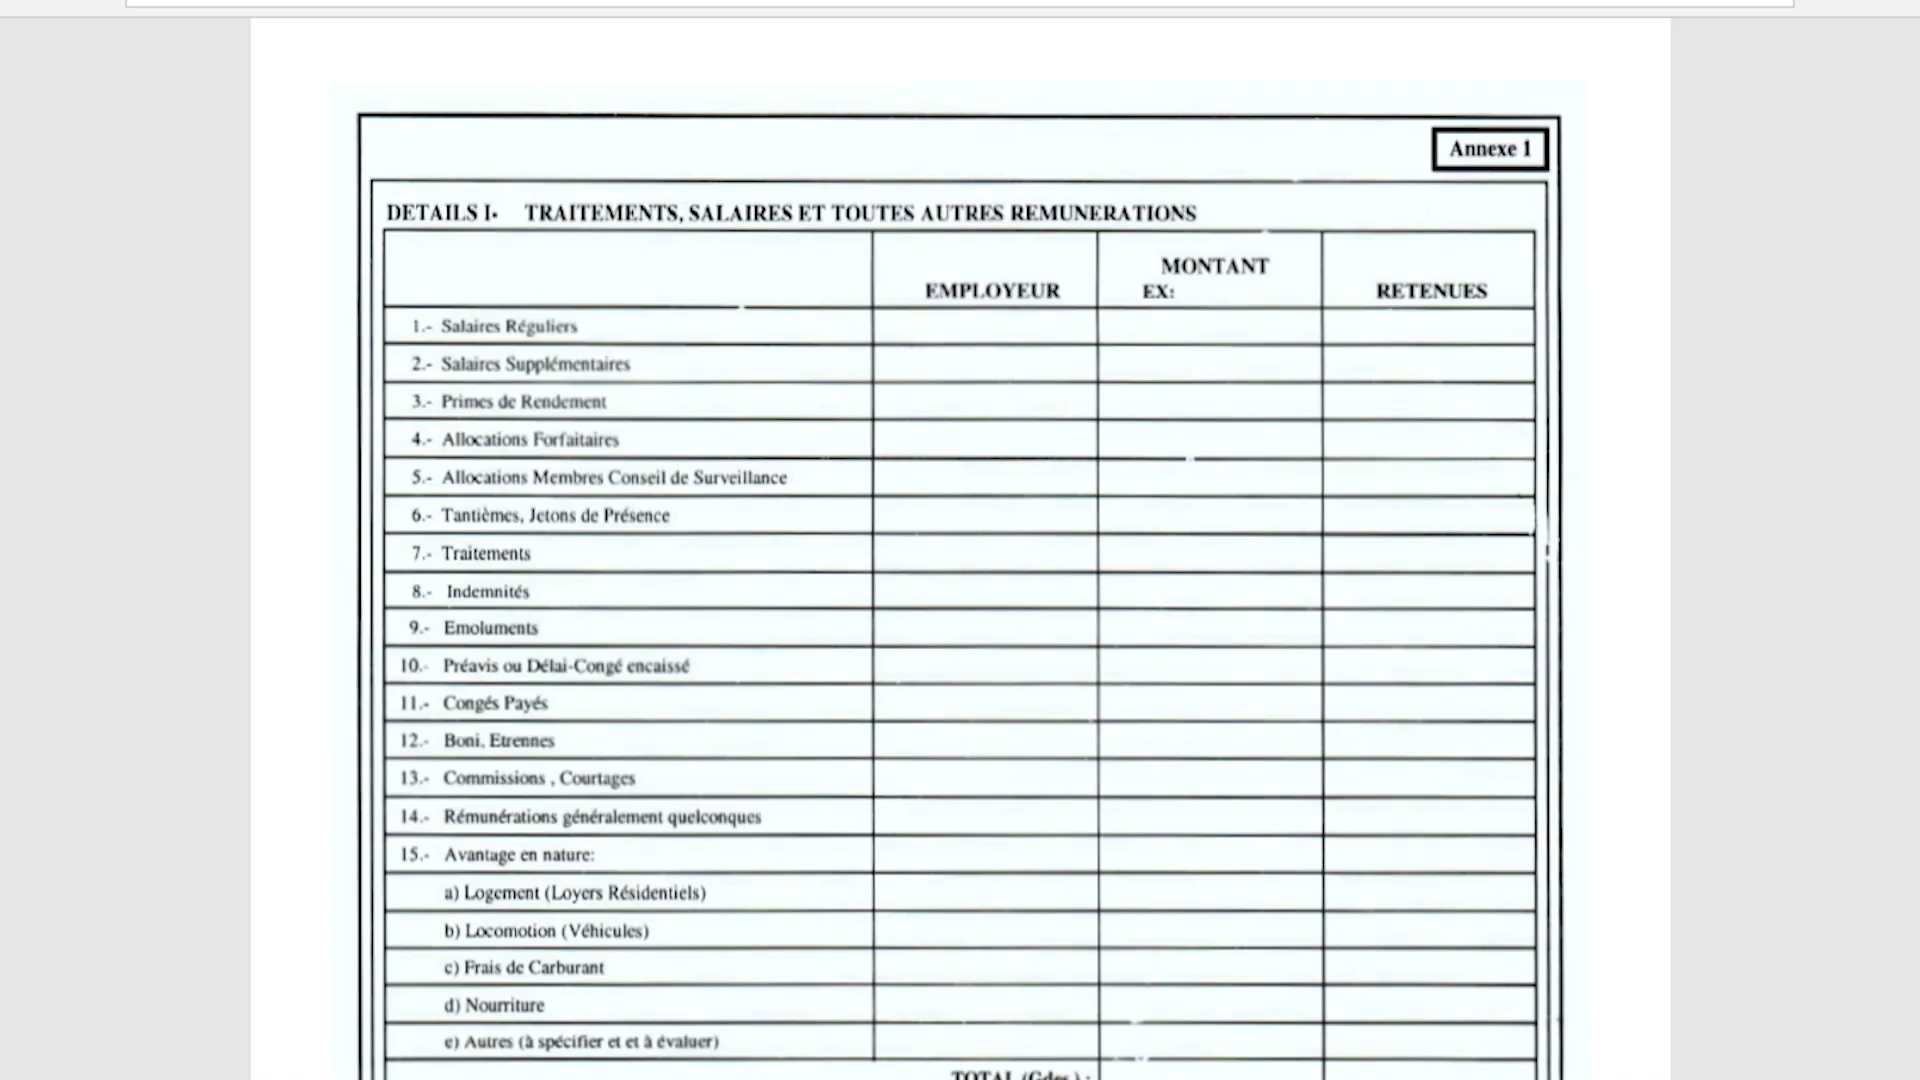 Annexe 1
DETAILS I. TRAITEMENTS, SALAIRES ET TOUTES AUTRES REMUNERATIONS
EMPLOYEUR MONTANT EX: RETENUES
1.- Salaires Réguliers
2.- Salaires Supplémentaires
3.- Primes de Rendement
4.- Allocations Forfaitaires
5.- Allocations Membres Conseil de Surveillance
6.- Tantièmes, Jetons de Présence
7.- Traitements
8.- Indemnités
9.- Emoluments
10.- Préavis ou Délai-Congé encaissé
11.- Congés Payés
12.- Boni, Etrennes
13.- Commissions , Courtages
14.- Rémunérations généralement quelconques
15.- Avantage en nature:
a) Logement (Loyers Résidentiels)
b) Locomotion (Véhicules)
c) Frais de Carburant
d) Nourriture
e) Autres (à spécifier et et à évaluer)
TOTAL (Gdes.) :